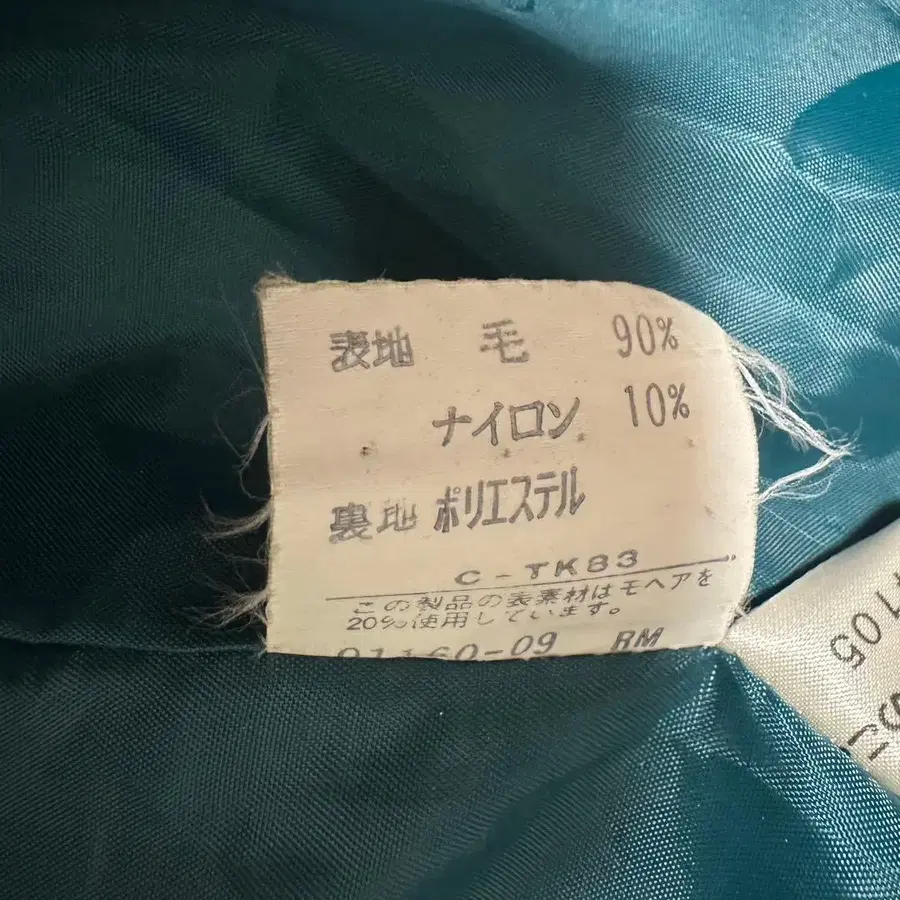 表地 毛 90%
ナイロン 10%
裏地 ポリエステル
C-TK83
この製品の表素材はモヘアを
20%使用しています。
01160-09 RM
105